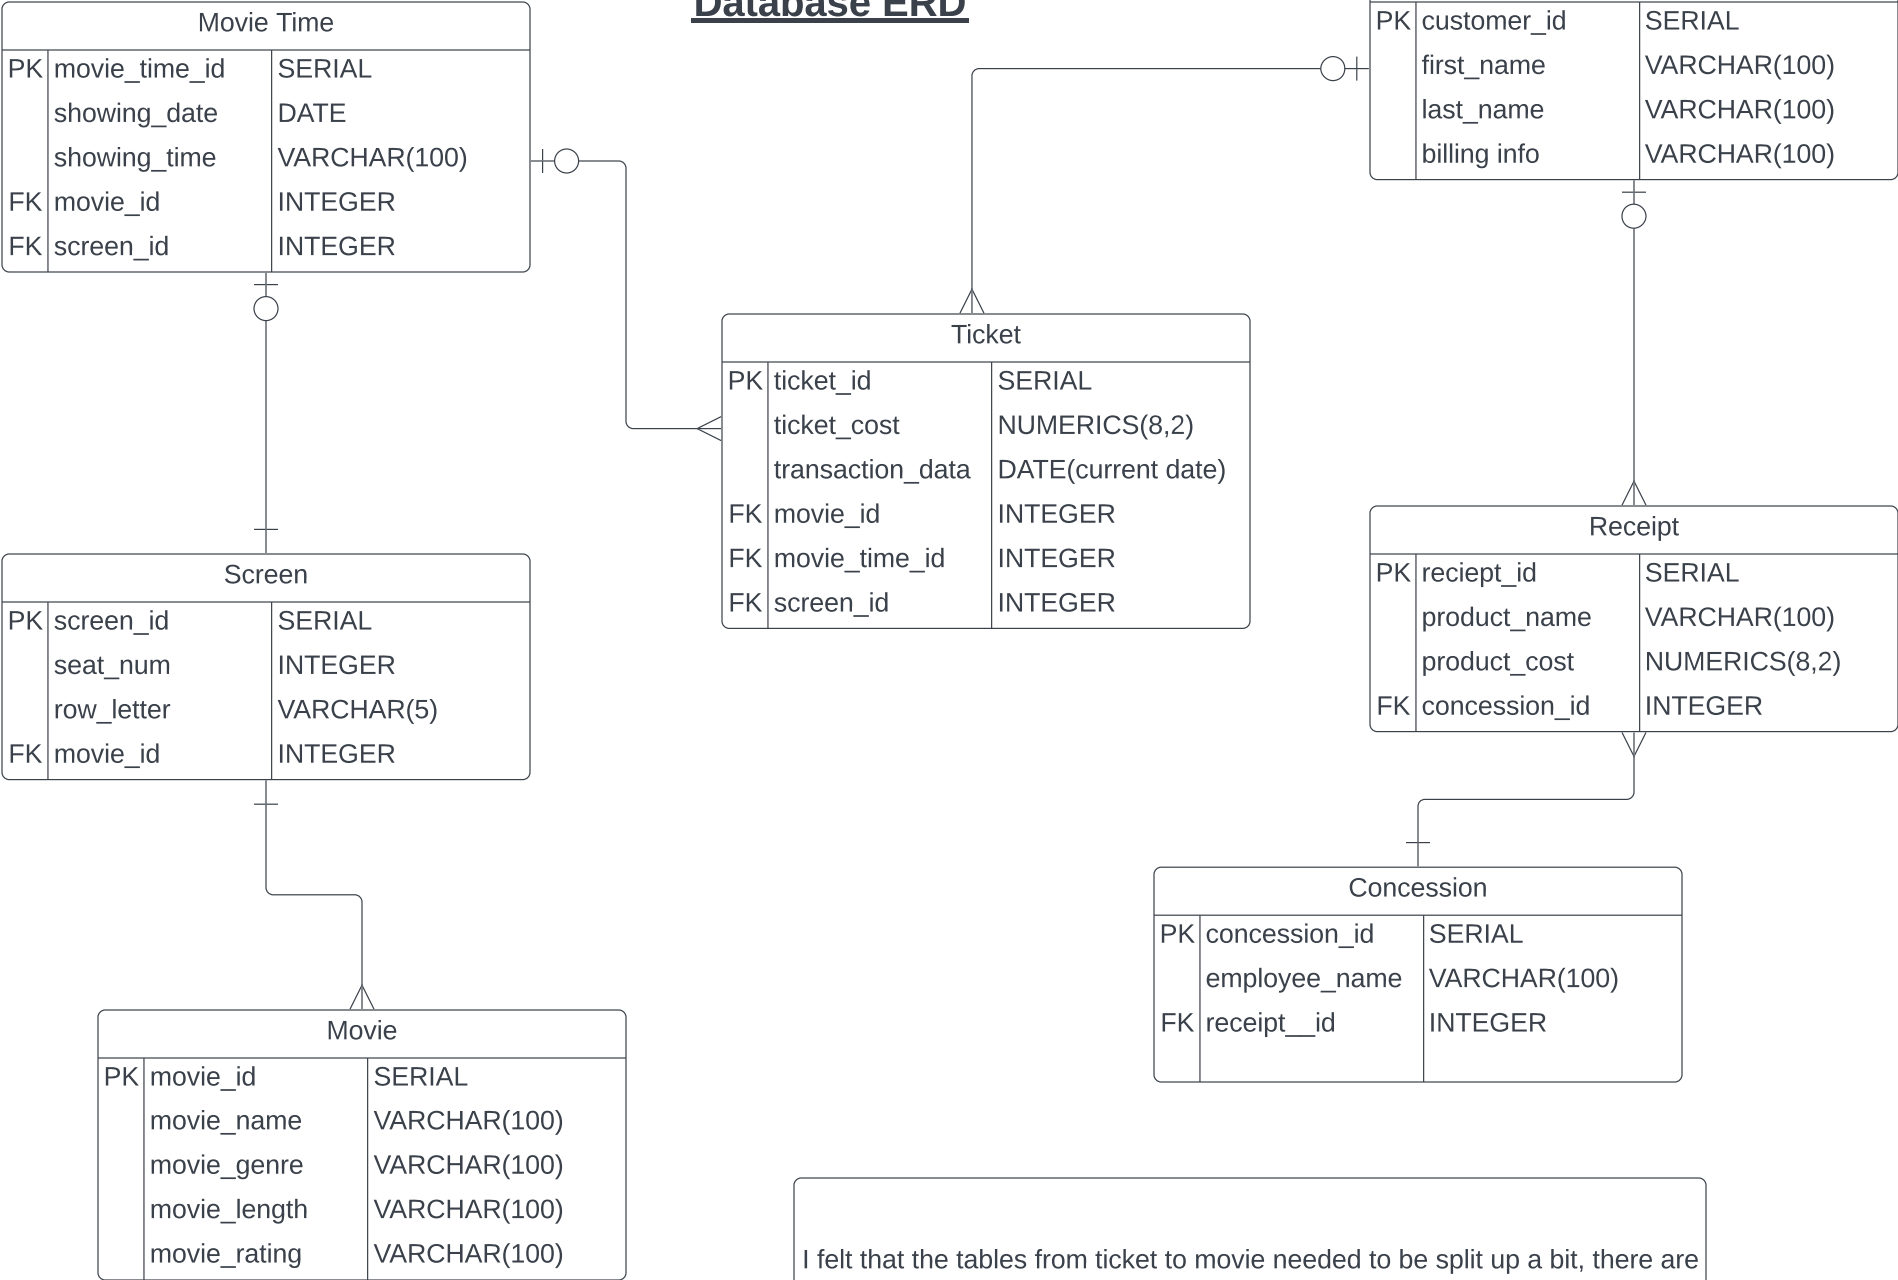 Database ERD
Movie Time
PK movie_time_id SERIAL
showing_date DATE
showing_time VARCHAR(100)
FK movie_id INTEGER
FK screen_id INTEGER
PK customer_id SERIAL
first_name VARCHAR(100)
last_name VARCHAR(100)
billing info VARCHAR(100)
Ticket
PK ticket_id SERIAL
ticket_cost NUMERICS(8,2)
transaction_data DATE(current date)
FK movie_id INTEGER
FK movie_time_id INTEGER
FK screen_id INTEGER
Screen
PK screen_id SERIAL
seat_num INTEGER
row_letter VARCHAR(5)
FK movie_id INTEGER
Receipt
PK reciept_id SERIAL
product_name VARCHAR(100)
product_cost NUMERICS(8,2)
FK concession_id INTEGER
Concession
PK concession_id SERIAL
employee_name VARCHAR(100)
FK receipt__id INTEGER
Movie
PK movie_id SERIAL
movie_name VARCHAR(100)
movie_genre VARCHAR(100)
movie_length VARCHAR(100)
movie_rating VARCHAR(100)
I felt that the tables from ticket to movie needed to be split up a bit, there are